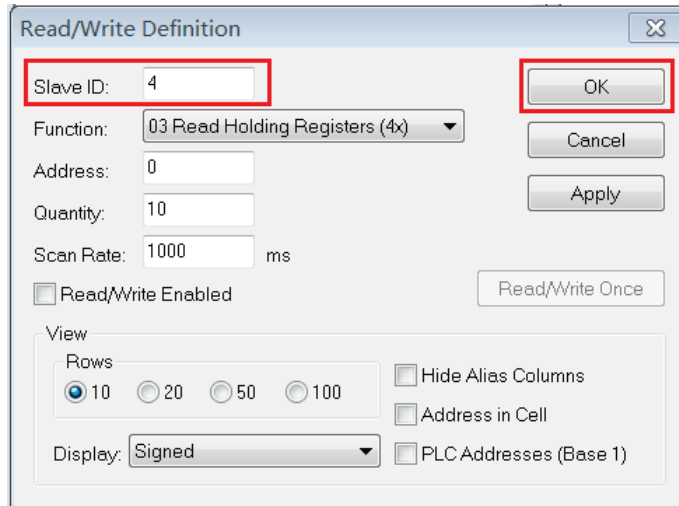 Read/Write Definition
Slave ID: 4
OK
Function: 03 Read Holding Registers (4x)
Cancel
Address: 0
Apply
Quantity: 10
Scan Rate: 1000 ms
Read/Write Enabled
Read/Write Once
View
Rows
10 20 50 100
Hide Alias Columns
Address in Cell
Display: Signed
PLC Addresses (Base 1)